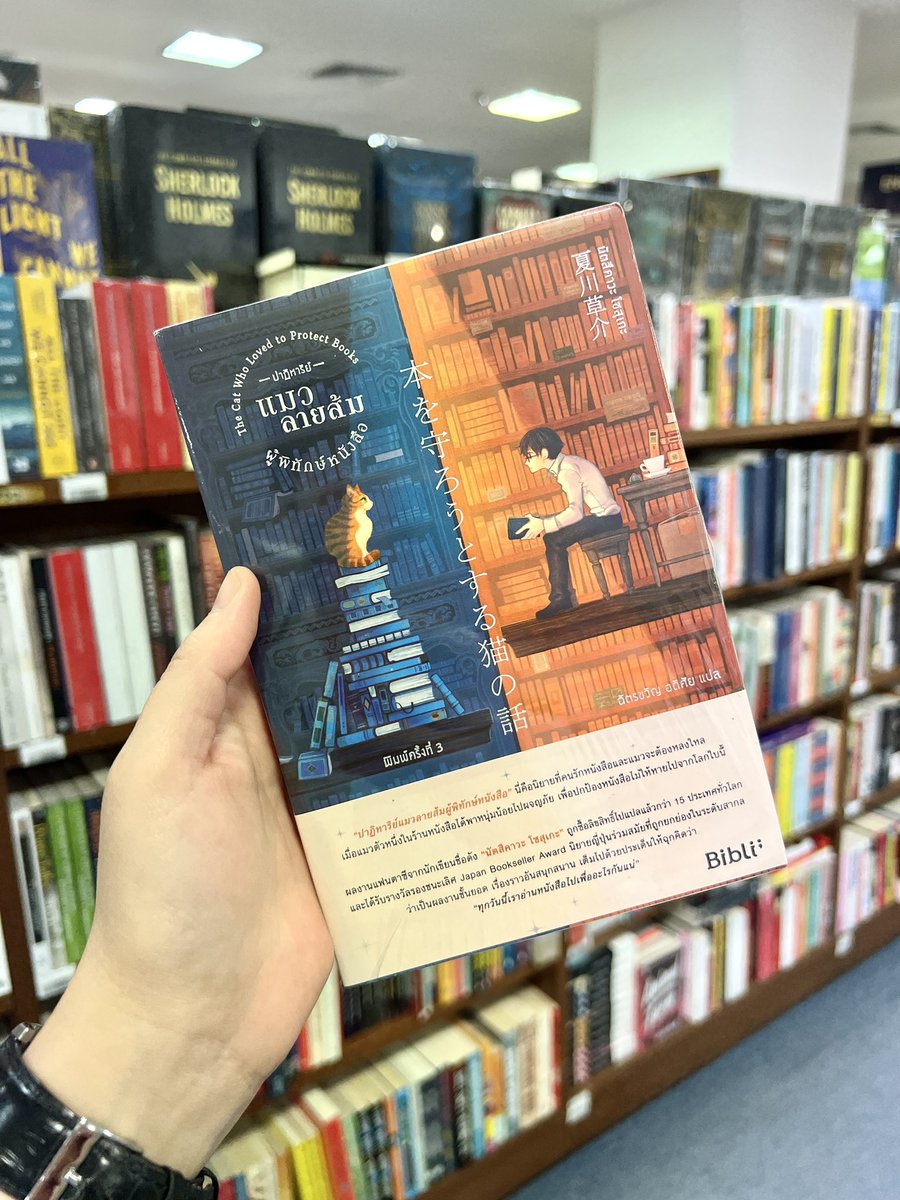 ALL
THE
LIGHT
WE
SHERLOCK
HOLMES
SHERLOCK
HOLMES
The Cat Who Loved to Protect Books
ปาฏิหาริย์
แมว
ลายส้ม
ผู้พิทักษ์หนังสือ
本を守ろうとする猫の話
夏川草介
นัตสึคาวะ โซสุเกะ
ฉัตรขวัญ อดิศัย แปล
พิมพ์ครั้งที่ 3
"ปาฏิหาริย์แมวลายส้มผู้พิทักษ์หนังสือ" นี่คือนิยายที่คนรักหนังสือและแมวจะต้องหลงใหล
เมื่อแมวตัวหนึ่งในร้านหนังสือได้พาหนุ่มน้อยไปผจญภัย เพื่อปกป้องหนังสือไม่ให้หายไปจากโลกใบนี้
ผลงานแฟนตาซีจากนักเขียนชื่อดัง "นัตสึคาวะ โซสุเกะ" ถูกซื้อลิขสิทธิ์ไปแปลแล้วกว่า 15 ประเทศทั่วโลก
และได้รับรางวัลรองชนะเลิศ Japan Bookseller Award นิยายญี่ปุ่นร่วมสมัยที่ถูกยกย่องในระดับสากล
ว่าเป็นผลงานชั้นยอด เรื่องราวอันสนุกสนาน เต็มไปด้วยประเด็นให้ฉุกคิดว่า
"ทุกวันนี้เราอ่านหนังสือไปเพื่ออะไรกันแน่"
Bibli